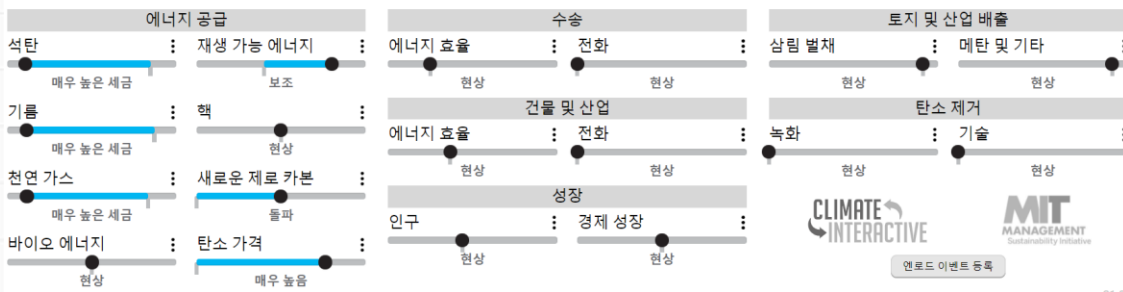 에너지 공급
석탄
매우 높은 세금
재생 가능 에너지
보조
기름
매우 높은 세금
핵
현상
천연 가스
매우 높은 세금
새로운 제로 카본
돌파
바이오 에너지
현상
탄소 가격
매우 높음
수송
에너지 효율
현상
전화
현상
건물 및 산업
에너지 효율
현상
전화
현상
성장
인구
현상
경제 성장
현상
토지 및 산업 배출
삼림 벌채
현상
메탄 및 기타
현상
탄소 제거
녹화
현상
기술
현상
CLIMATE
INTERACTIVE
MIT
MANAGEMENT
Sustainability Initiative
엔로드 이벤트 등록